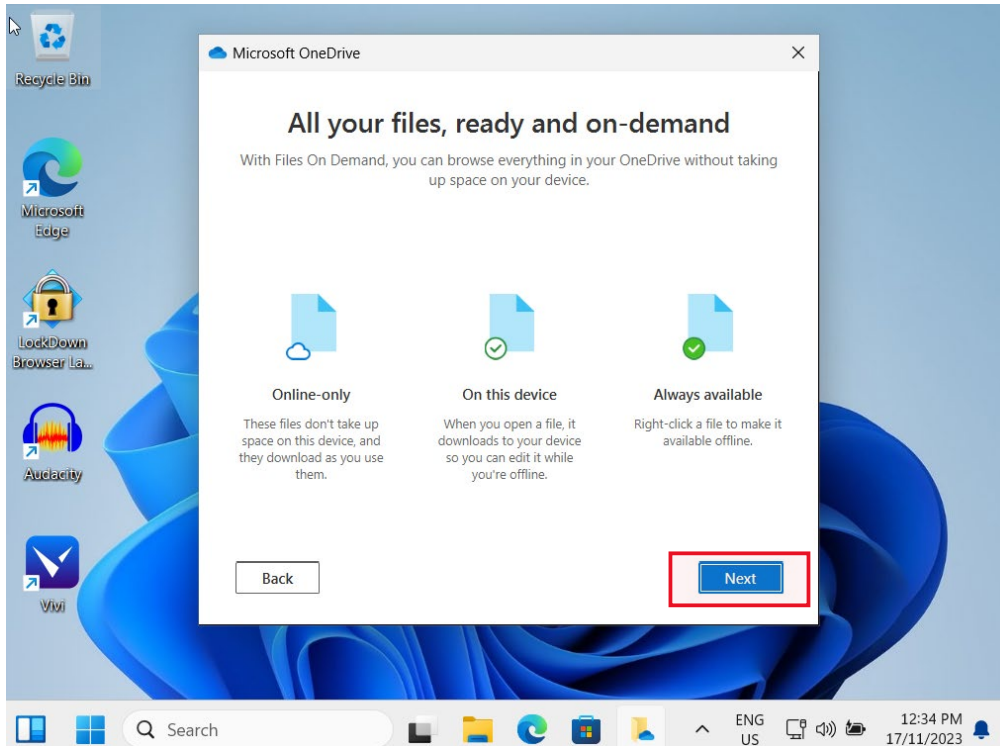 Recycle Bin
Microsoft
Edge
LockDown
Browser La...
Audacity
Vivi
Microsoft OneDrive
All your files, ready and on-demand
With Files On Demand, you can browse everything in your OneDrive without taking
up space on your device.
Online-only
These files don't take up
space on this device, and
they download as you use
them.
On this device
When you open a file, it
downloads to your device
so you can edit it while
you're offline.
Always available
Right-click a file to make it
available offline.
Back
Next
Search
ENG
US
12:34 PM
17/11/2023